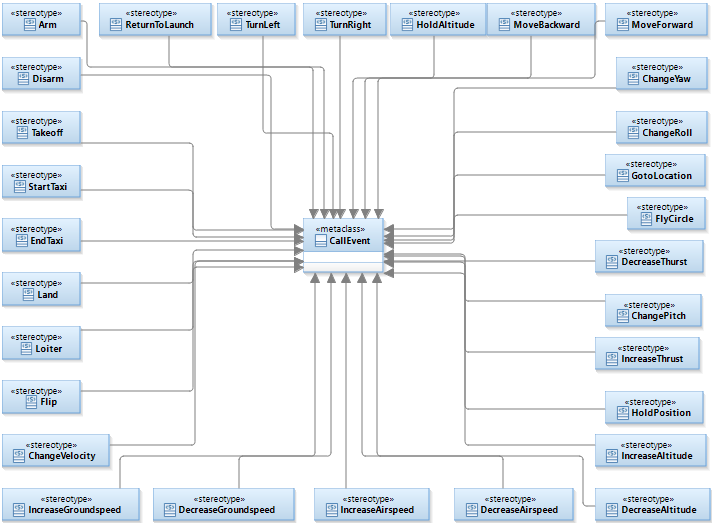 «stereotype»
Arm
«stereotype»
ReturnToLaunch
«stereotype»
TurnLeft
«stereotype»
TurnRight
«stereotype»
HoldAltitude
«stereotype»
MoveBackward
«stereotype»
MoveForward
«stereotype»
Disarm
«stereotype»
ChangeYaw
«stereotype»
Takeoff
«stereotype»
ChangeRoll
«stereotype»
StartTaxi
«stereotype»
GotoLocation
«stereotype»
EndTaxi
«metaclass»
CallEvent
«stereotype»
FlyCircle
«stereotype»
Land
«stereotype»
DecreaseThurst
«stereotype»
Loiter
«stereotype»
ChangePitch
«stereotype»
Flip
«stereotype»
IncreaseThrust
«stereotype»
HoldPosition
«stereotype»
ChangeVelocity
«stereotype»
IncreaseAltitude
«stereotype»
IncreaseGroundspeed
«stereotype»
DecreaseGroundspeed
«stereotype»
IncreaseAirspeed
«stereotype»
DecreaseAirspeed
«stereotype»
DecreaseAltitude